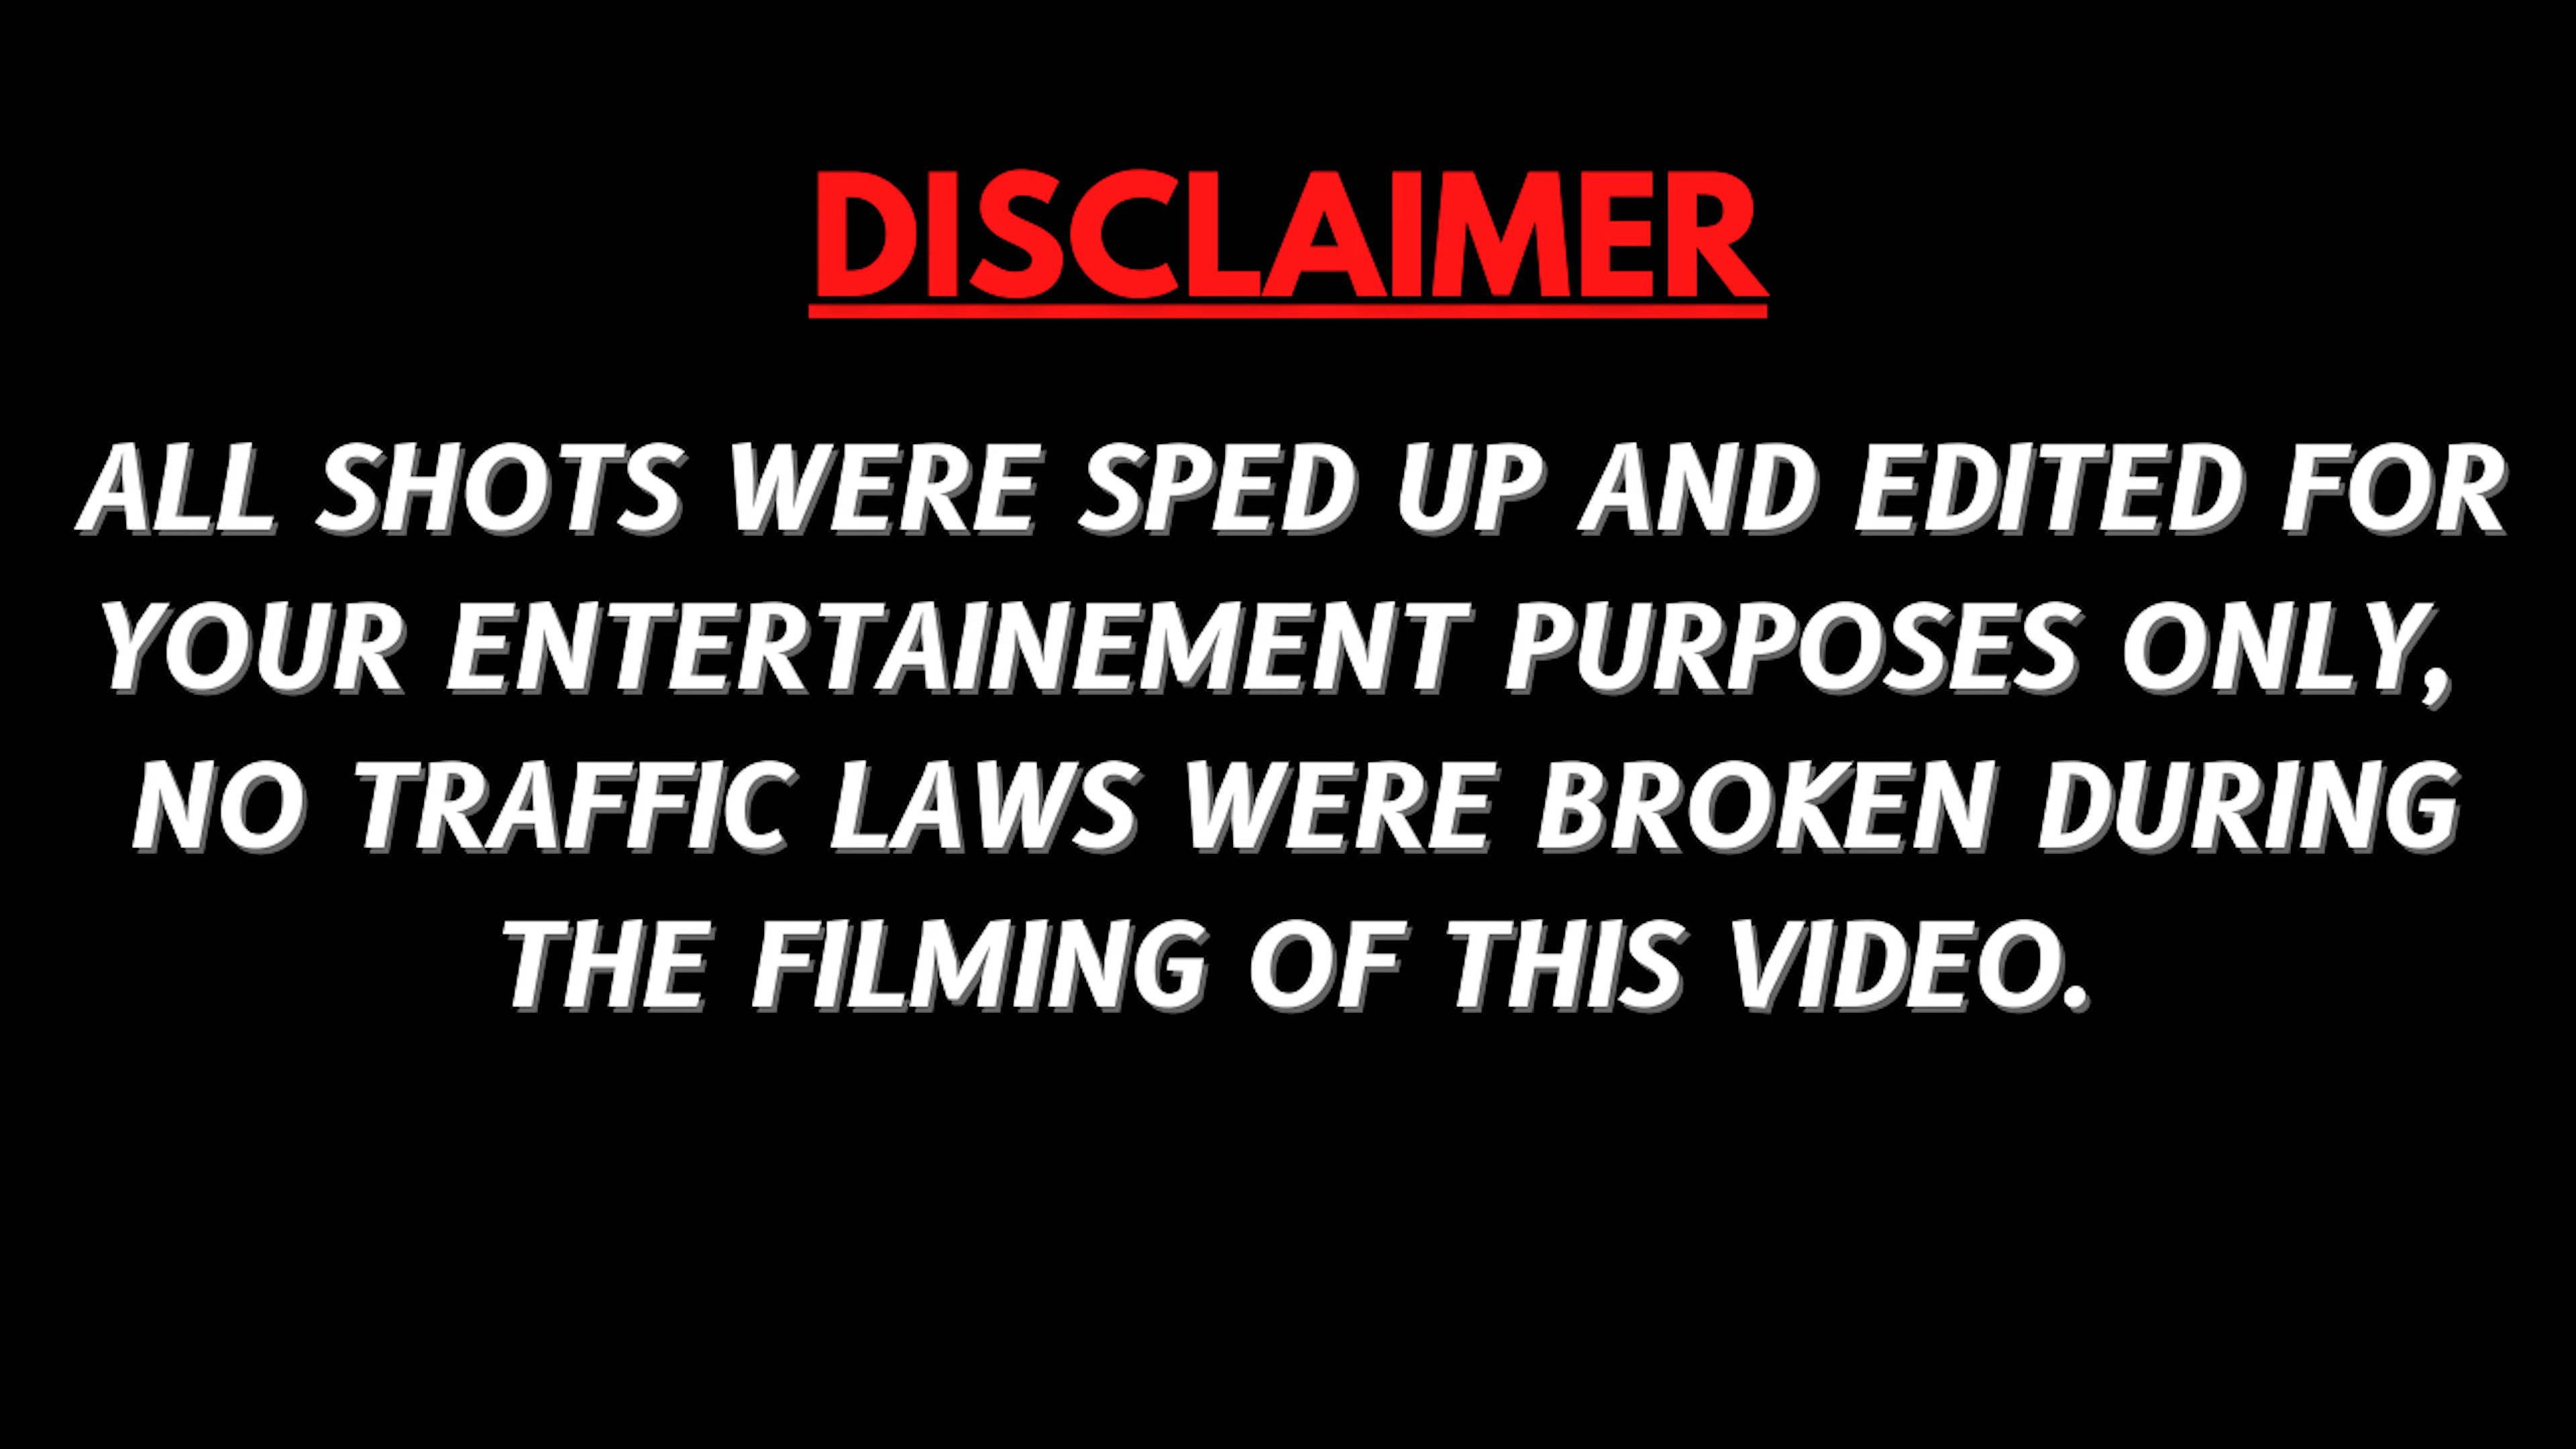 DISCLAIMER
ALL SHOTS WERE SPED UP AND EDITED FOR
YOUR ENTERTAINEMENT PURPOSES ONLY,
NO TRAFFIC LAWS WERE BROKEN DURING
THE FILMING OF THIS VIDEO.